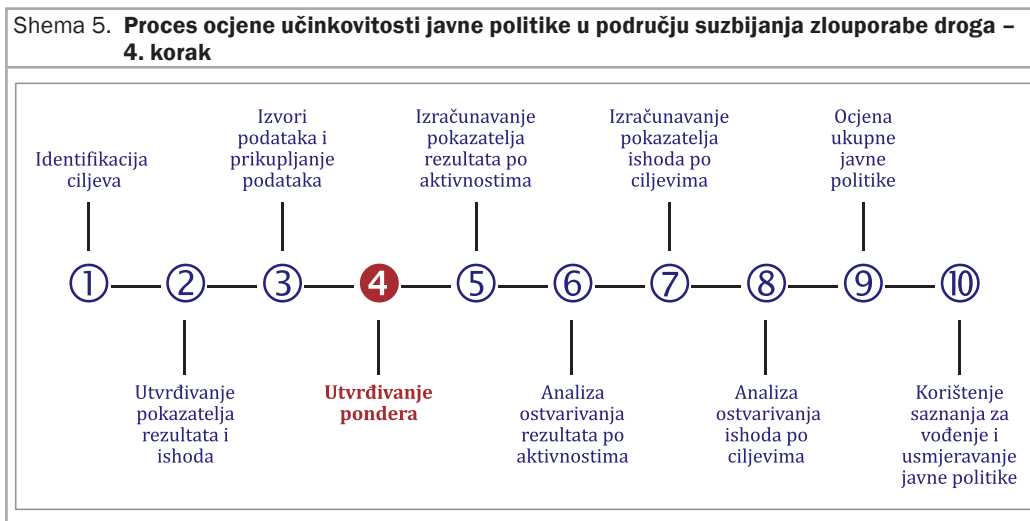 Shema 5. Proces ocjene učinkovitosti javne politike u području suzbijanja zlouporabe droga –
4. korak
Identifikacija
ciljeva
Izvori
podataka i
prikupljanje
podataka
Izračunavanje
pokazatelja
rezultata po
aktivnostima
Izračunavanje
pokazatelja
ishoda po
ciljevima
Ocjena
ukupne
javne
politike
1 2 3 4 5 6 7 8 9 10
Utvrđivanje
pokazatelja
rezultata i
ishoda
Utvrđivanje
pondera
Analiza
ostvarivanja
rezultata po
aktivnostima
Analiza
ostvarivanja
ishoda po
ciljevima
Korištenje
saznanja za
vođenje i
usmjeravanje
javne politike